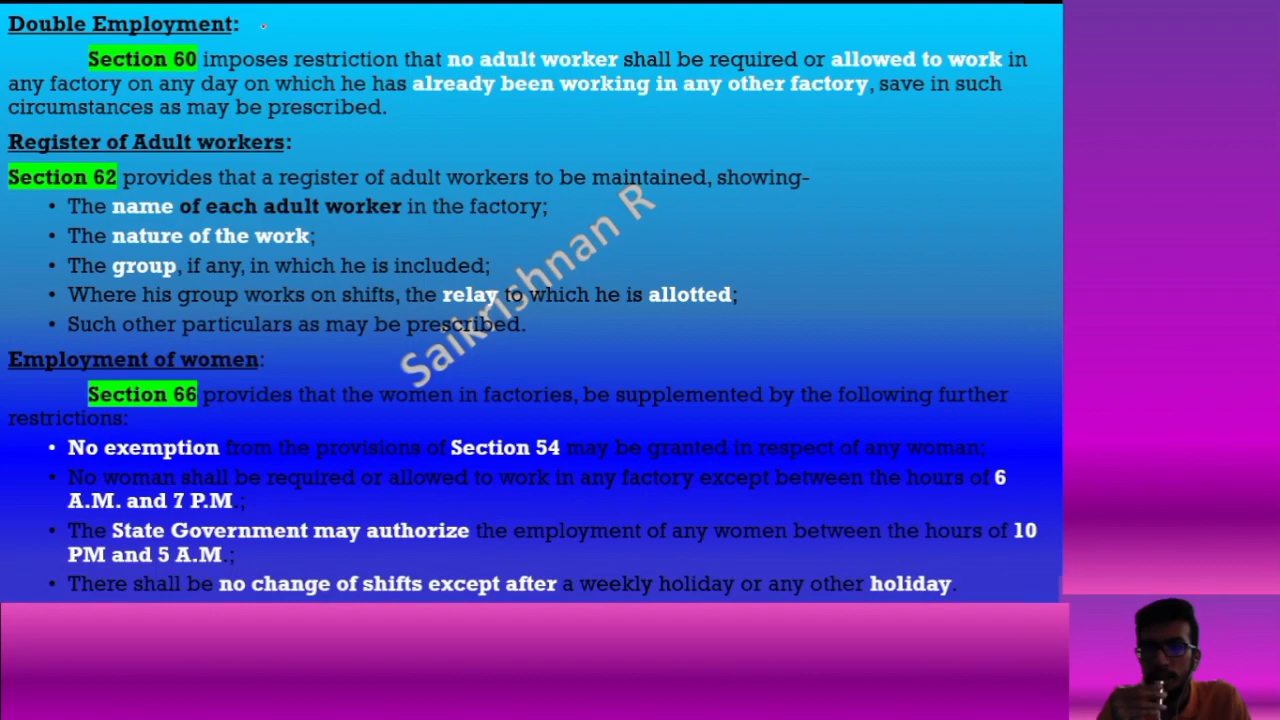 Double Employment:
Section 60 imposes restriction that no adult worker shall be required or allowed to work in
any factory on any day on which he has already been working in any other factory, save in such
circumstances as may be prescribed.
Register of Adult workers:
Section 62 provides that a register of adult workers to be maintained, showing-
• The name of each adult worker in the factory;
• The nature of the work;
• The group, if any, in which he is included;
• Where his group works on shifts, the relay to which he is allotted;
• Such other particulars as may be prescribed.
Saikrishnan R
Employment of women:
Section 66 provides that the women in factories, be supplemented by the following further
restrictions:
• No exemption from the provisions of Section 54 may be granted in respect of any woman;
• No woman shall be required or allowed to work in any factory except between the hours of 6
A.M. and 7 P.M.;
• The State Government may authorize the employment of any women between the hours of 10
PM and 5 A.M.;
• There shall be no change of shifts except after a weekly holiday or any other holiday.